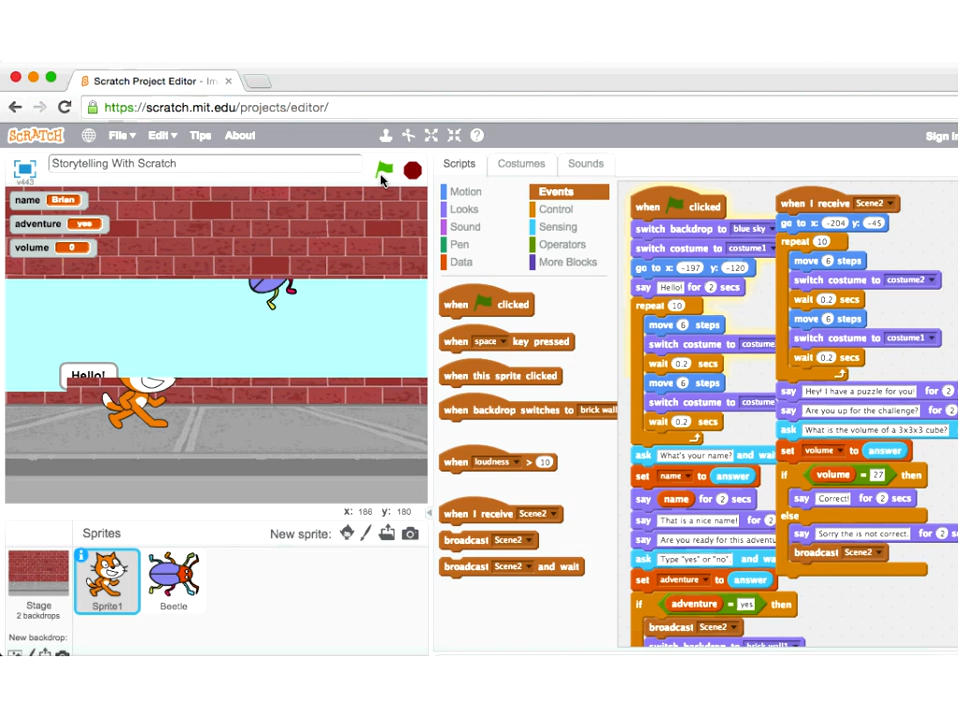 Scratch Project Editor - Im
https://scratch.mit.edu/projects/editor/
SCRATCH File Edit Tips About Sign in
v443 Storytelling With Scratch
name Brian
adventure yes
volume 0
Hello!
x: 186 y: 180
Sprites New sprite:
Stage
2 backdrops
New backdrop:
Sprite1
Beetle
Scripts Costumes Sounds
Motion Events
Looks Control
Sound Sensing
Pen Operators
Data More Blocks
when clicked
when space key pressed
when this sprite clicked
when backdrop switches to brick wall
when loudness > 10
when I receive Scene2
broadcast Scene2
broadcast Scene2 and wait
when clicked
switch backdrop to blue sky
switch costume to costume1
go to x: -197 y: -120
say Hello! for 2 secs
repeat 10
move 6 steps
switch costume to costume
wait 0.2 secs
move 6 steps
switch costume to costume
wait 0.2 secs
ask What's your name? and wai
set name to answer
say name for 2 secs
say That is a nice name! for 2
say Are you ready for this adventu
ask Type "yes" or "no". and wa
set adventure to answer
if adventure = yes then
broadcast Scene2
switch backdrop to brick wall1
when I receive Scene2
go to x: -204 y: -45
repeat 10
move 6 steps
switch costume to costume2
wait 0.2 secs
move 6 steps
switch costume to costume1
wait 0.2 secs
say Hey! I have a puzzle for you! for 2
say Are you up for the challenge? for 2
ask What is the volume of a 3x3x3 cube?
set volume to answer
if volume = 27 then
say Correct! for 2 secs
else
say Sorry the is not correct. for 2 s
broadcast Scene2